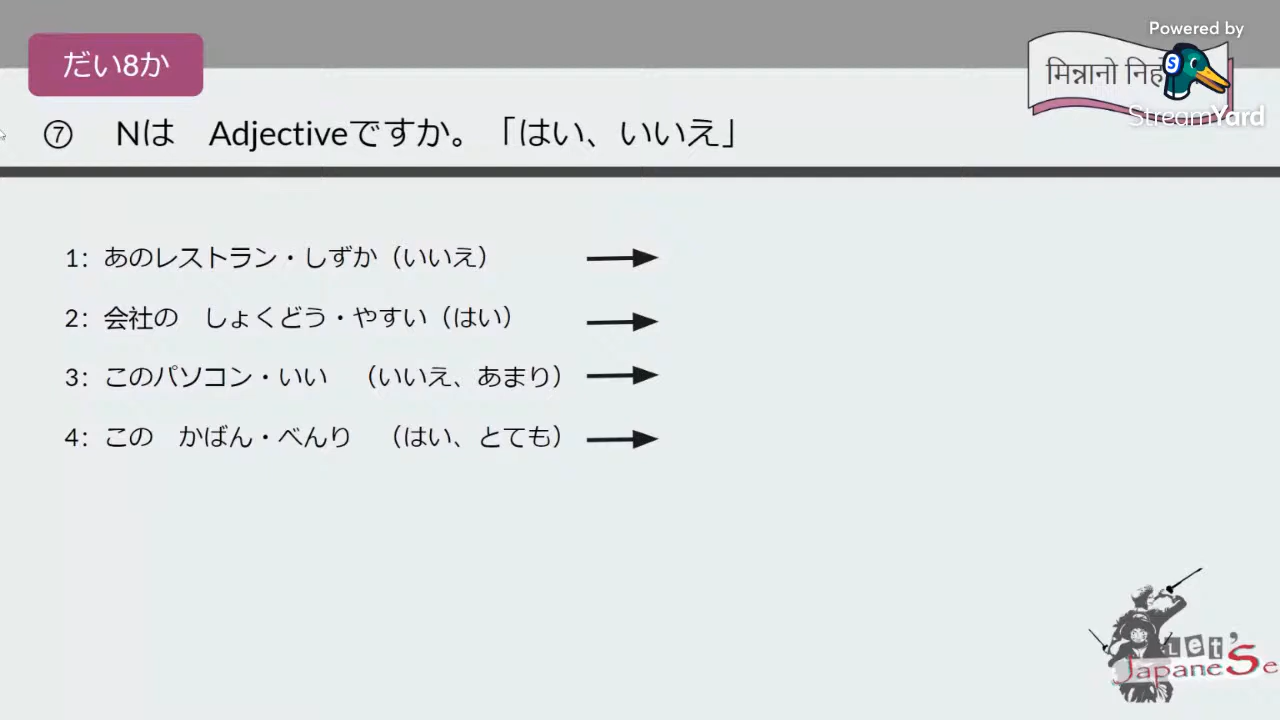 Powered by
だい8か
मिन्नानो
StreamYard
⑦　Nは　Adjectiveですか。「はい、いいえ」
1: あのレストラン・しずか（いいえ）
2: 会社の　しょくどう・やすい（はい）
3: このパソコン・いい　（いいえ、あまり）
4: この　かばん・べんり　（はい、とても）
Let's
JapaneSe